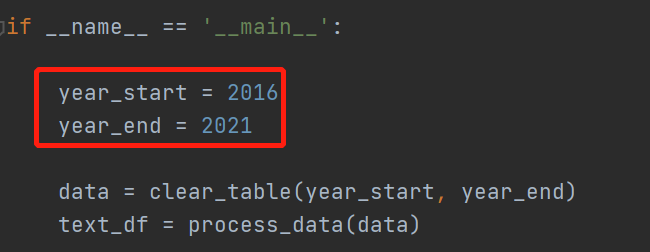 if __name__ == '__main__':
year_start = 2016
year_end = 2021
data = clear_table(year_start, year_end)
text_df = process_data(data)